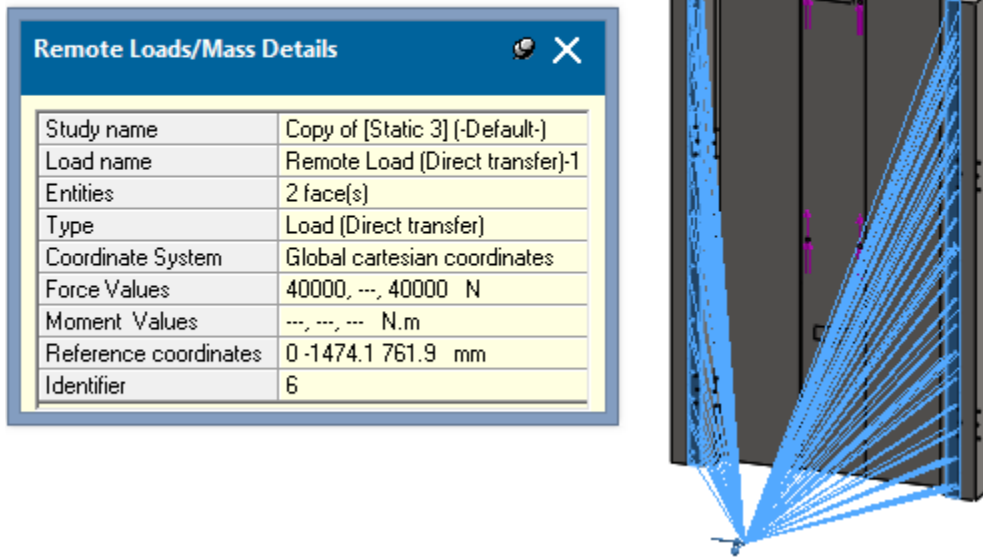 Remote Loads/Mass Details
Study name Copy of [Static 3] (-Default-)
Load name Remote Load (Direct transfer)-1
Entities 2 face(s)
Type Load (Direct transfer)
Coordinate System Global cartesian coordinates
Force Values 40000, ---, 40000 N
Moment Values ---, ---, --- N.m
Reference coordinates 0 -1474.1 761.9 mm
Identifier 6